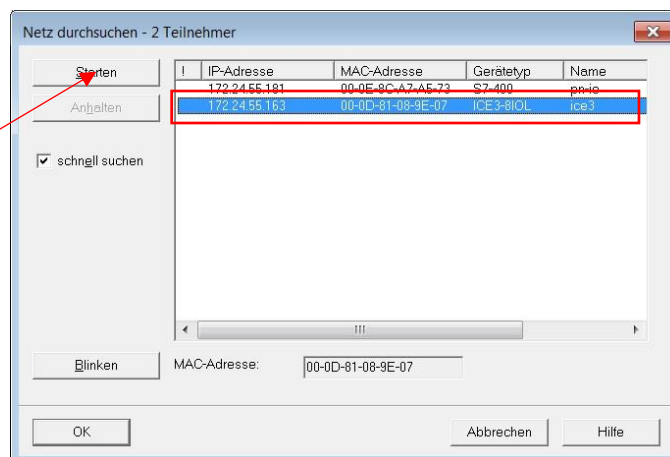 Netz durchsuchen - 2 Teilnehmer
Starten
Anhalten
schnell suchen
! IP-Adresse MAC-Adresse Gerätetyp Name
172.24.55.181 00-0E-8C-A7-A5-73 S7-400 pn-io
172.24.55.163 00-0D-81-08-9E-07 ICE3-8IOL ice3
Blinken MAC-Adresse: 00-0D-81-08-9E-07
OK Abbrechen Hilfe